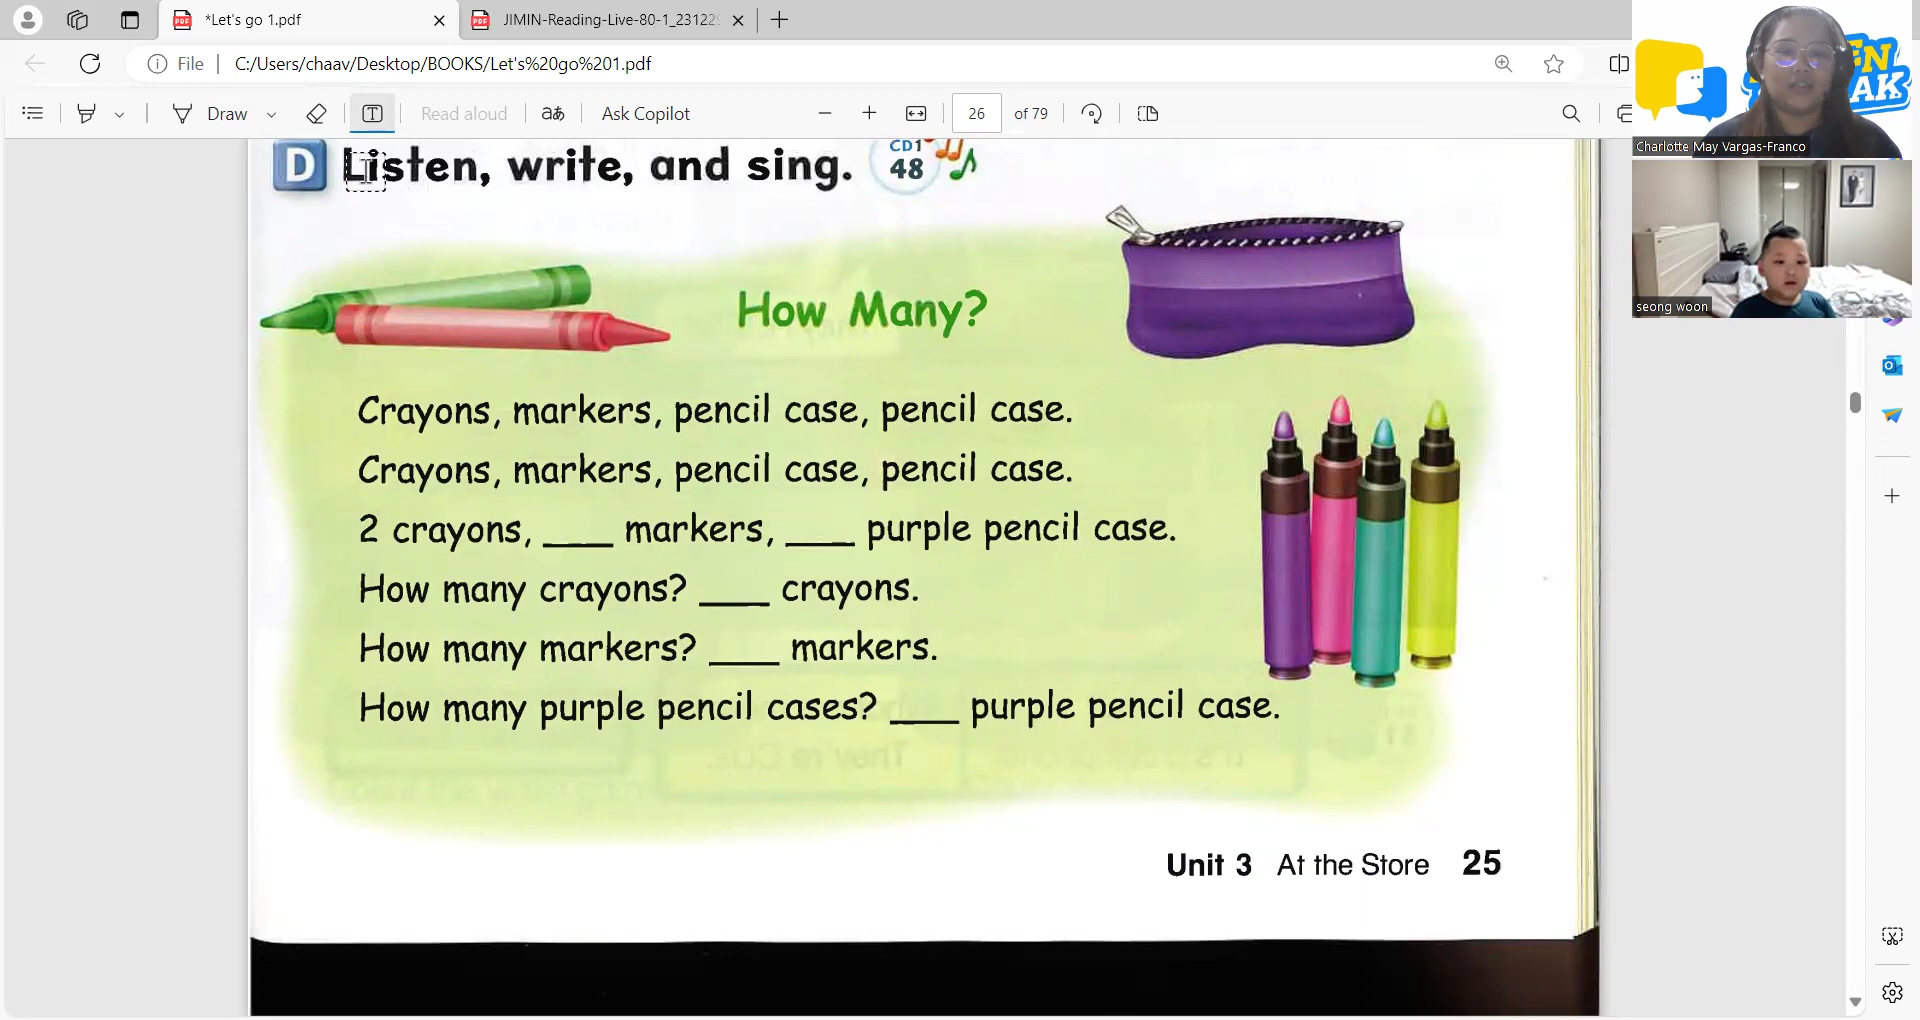 *Let's go 1.pdf
JIMIN-Reading-Live-80-1_23122
File
C:/Users/chaav/Desktop/BOOKS/Let's%20go%201.pdf
Draw
Read aloud
aあ
Ask Copilot
26 of 79
EN
AK
Charlotte May Vargas-Franco
seong woon
D Listen, write, and sing. CD1 48
How Many?
Crayons, markers, pencil case, pencil case.
Crayons, markers, pencil case, pencil case.
2 crayons, ___ markers, ___ purple pencil case.
How many crayons? ___ crayons.
How many markers? ___ markers.
How many purple pencil cases? ___ purple pencil case.
Unit 3 At the Store 25